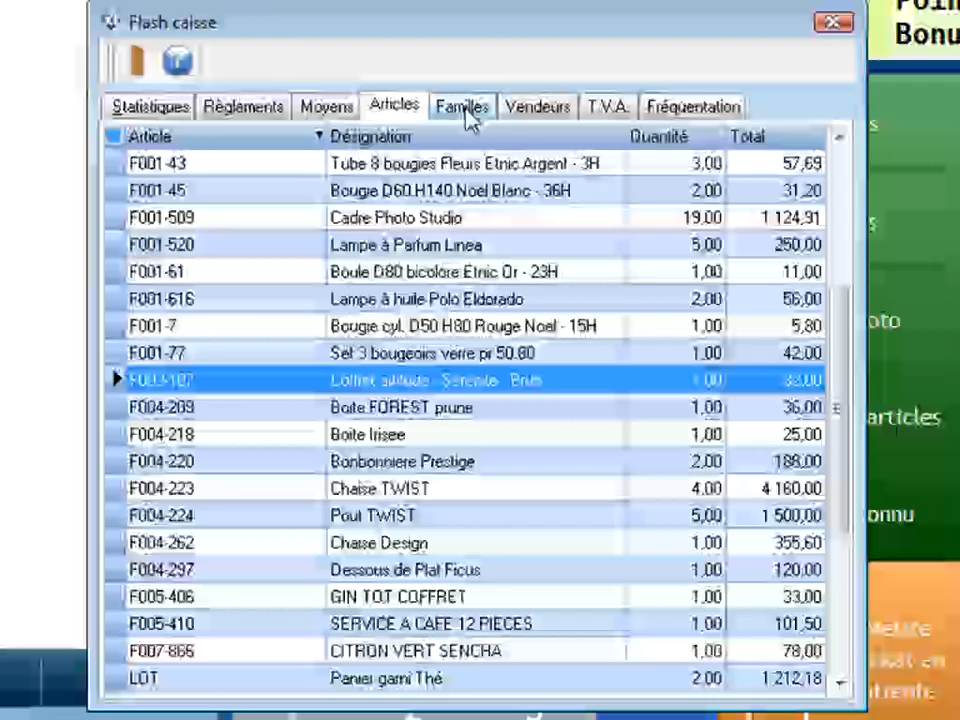 Flash caisse
Bonu
Statistiques Règlements Moyens Articles Familles Vendeurs T.V.A. Fréquentation
Article Désignation Quantité Total
F001-43 Tube 8 bougies Fleurs Etnic Argent - 3H 3,00 57,69
F001-45 Bougie D60 H140 Noel Blanc - 36H 2,00 31,20
F001-509 Cadre Photo Studio 19,00 1 124,91
F001-520 Lampe à Parfum Linea 5,00 250,00
F001-61 Boule D80 bicolore Etnic Or - 23H 1,00 11,00
F001-616 Lampe à huile Polo Eldorado 2,00 56,00
F001-7 Bougie cyl. D50 H80 Rouge Noel - 15H 1,00 5,80
F001-77 Set 3 bougeoirs verre pr 50.80 1,00 42,00
F004-209 Boite FOREST prune 1,00 36,00
F004-218 Boite Irisee 1,00 25,00
F004-220 Bonbonniere Prestige 2,00 188,00
F004-223 Chaise TWIST 4,00 4 160,00
F004-224 Pouf TWIST 5,00 1 500,00
F004-262 Chaise Design 1,00 355,60
F004-297 Dessous de Plat Ficus 1,00 120,00
F005-406 GIN TOT COFFRET 1,00 33,00
F005-410 SERVICE A CAFE 12 PIECES 1,00 101,50
F007-866 CITRON VERT SENCHA 1,00 78,00
LOT Panier garni Thé 2,00 1 212,18
oto
articles
onnu